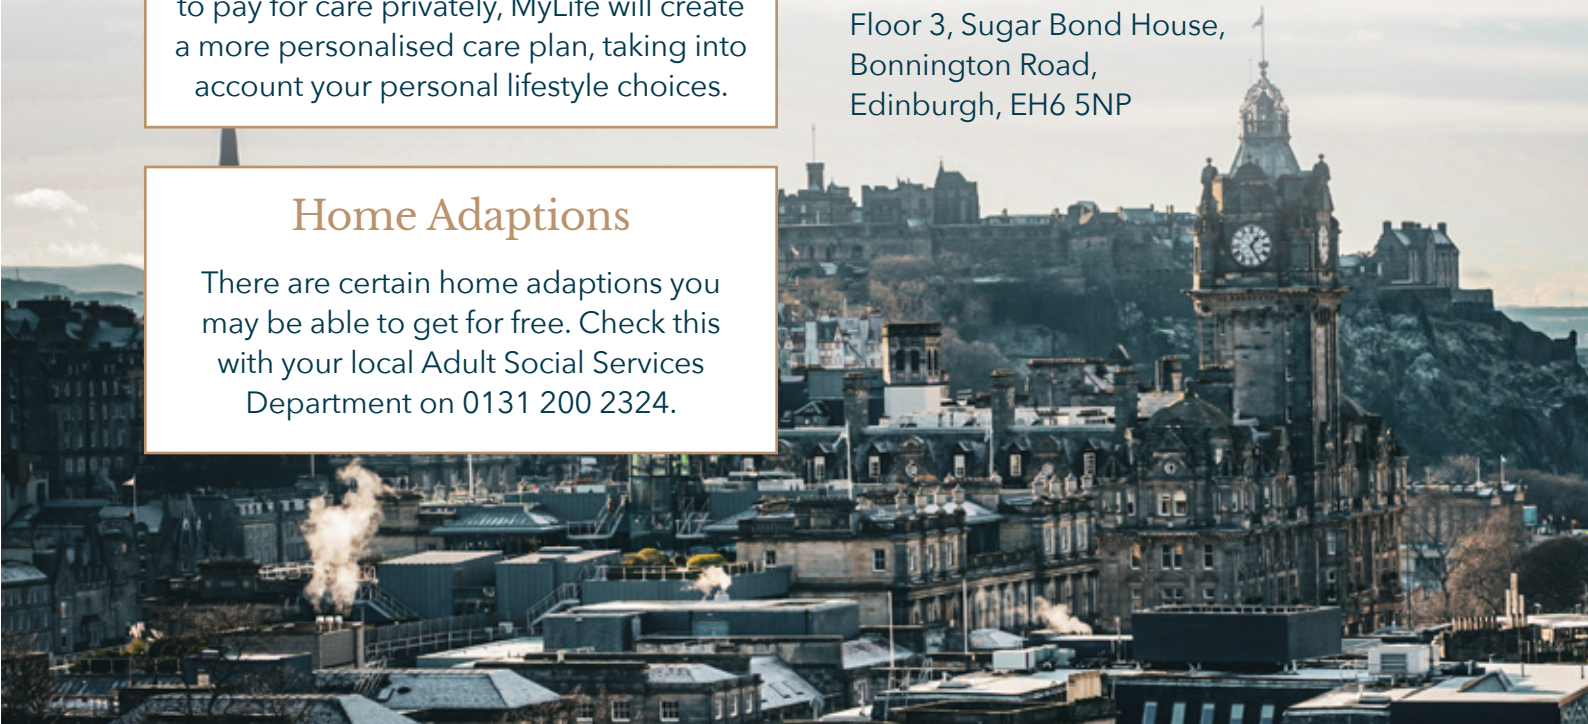 to pay for care privately, MyLife will create
a more personalised care plan, taking into
account your personal lifestyle choices.
Home Adaptions
There are certain home adaptions you
may be able to get for free. Check this
with your local Adult Social Services
Department on 0131 200 2324.
Floor 3, Sugar Bond House,
Bonnington Road,
Edinburgh, EH6 5NP